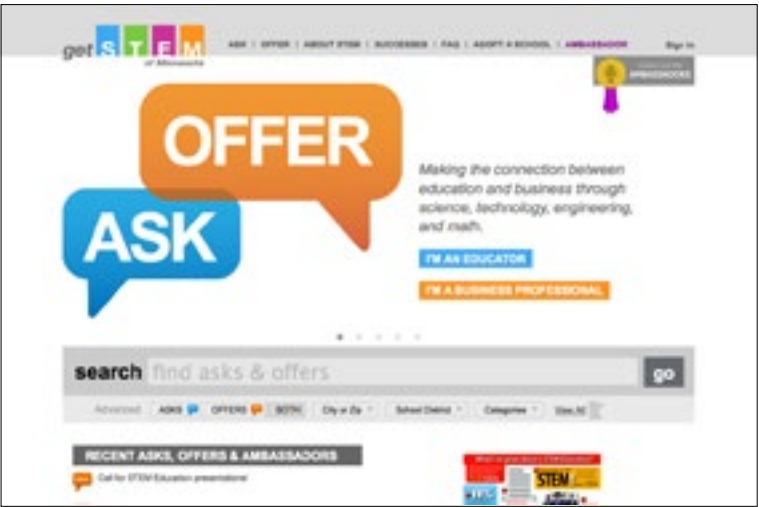 get STEM
of Minnesota
ASK | OFFER | ABOUT STEM | SUCCESSES | FAQ | ADOPT A SCHOOL | AMBASSADOR
Sign In
AMBASSADORS
OFFER
ASK
Making the connection between
education and business through
science, technology, engineering,
and math.
I'M AN EDUCATOR
I'M A BUSINESS PROFESSIONAL
search find asks & offers go
Advanced ASKS OFFERS BOTH City or Zip School District Categories View All
RECENT ASKS, OFFERS & AMBASSADORS
Call for STEM Education presentations!
STEM